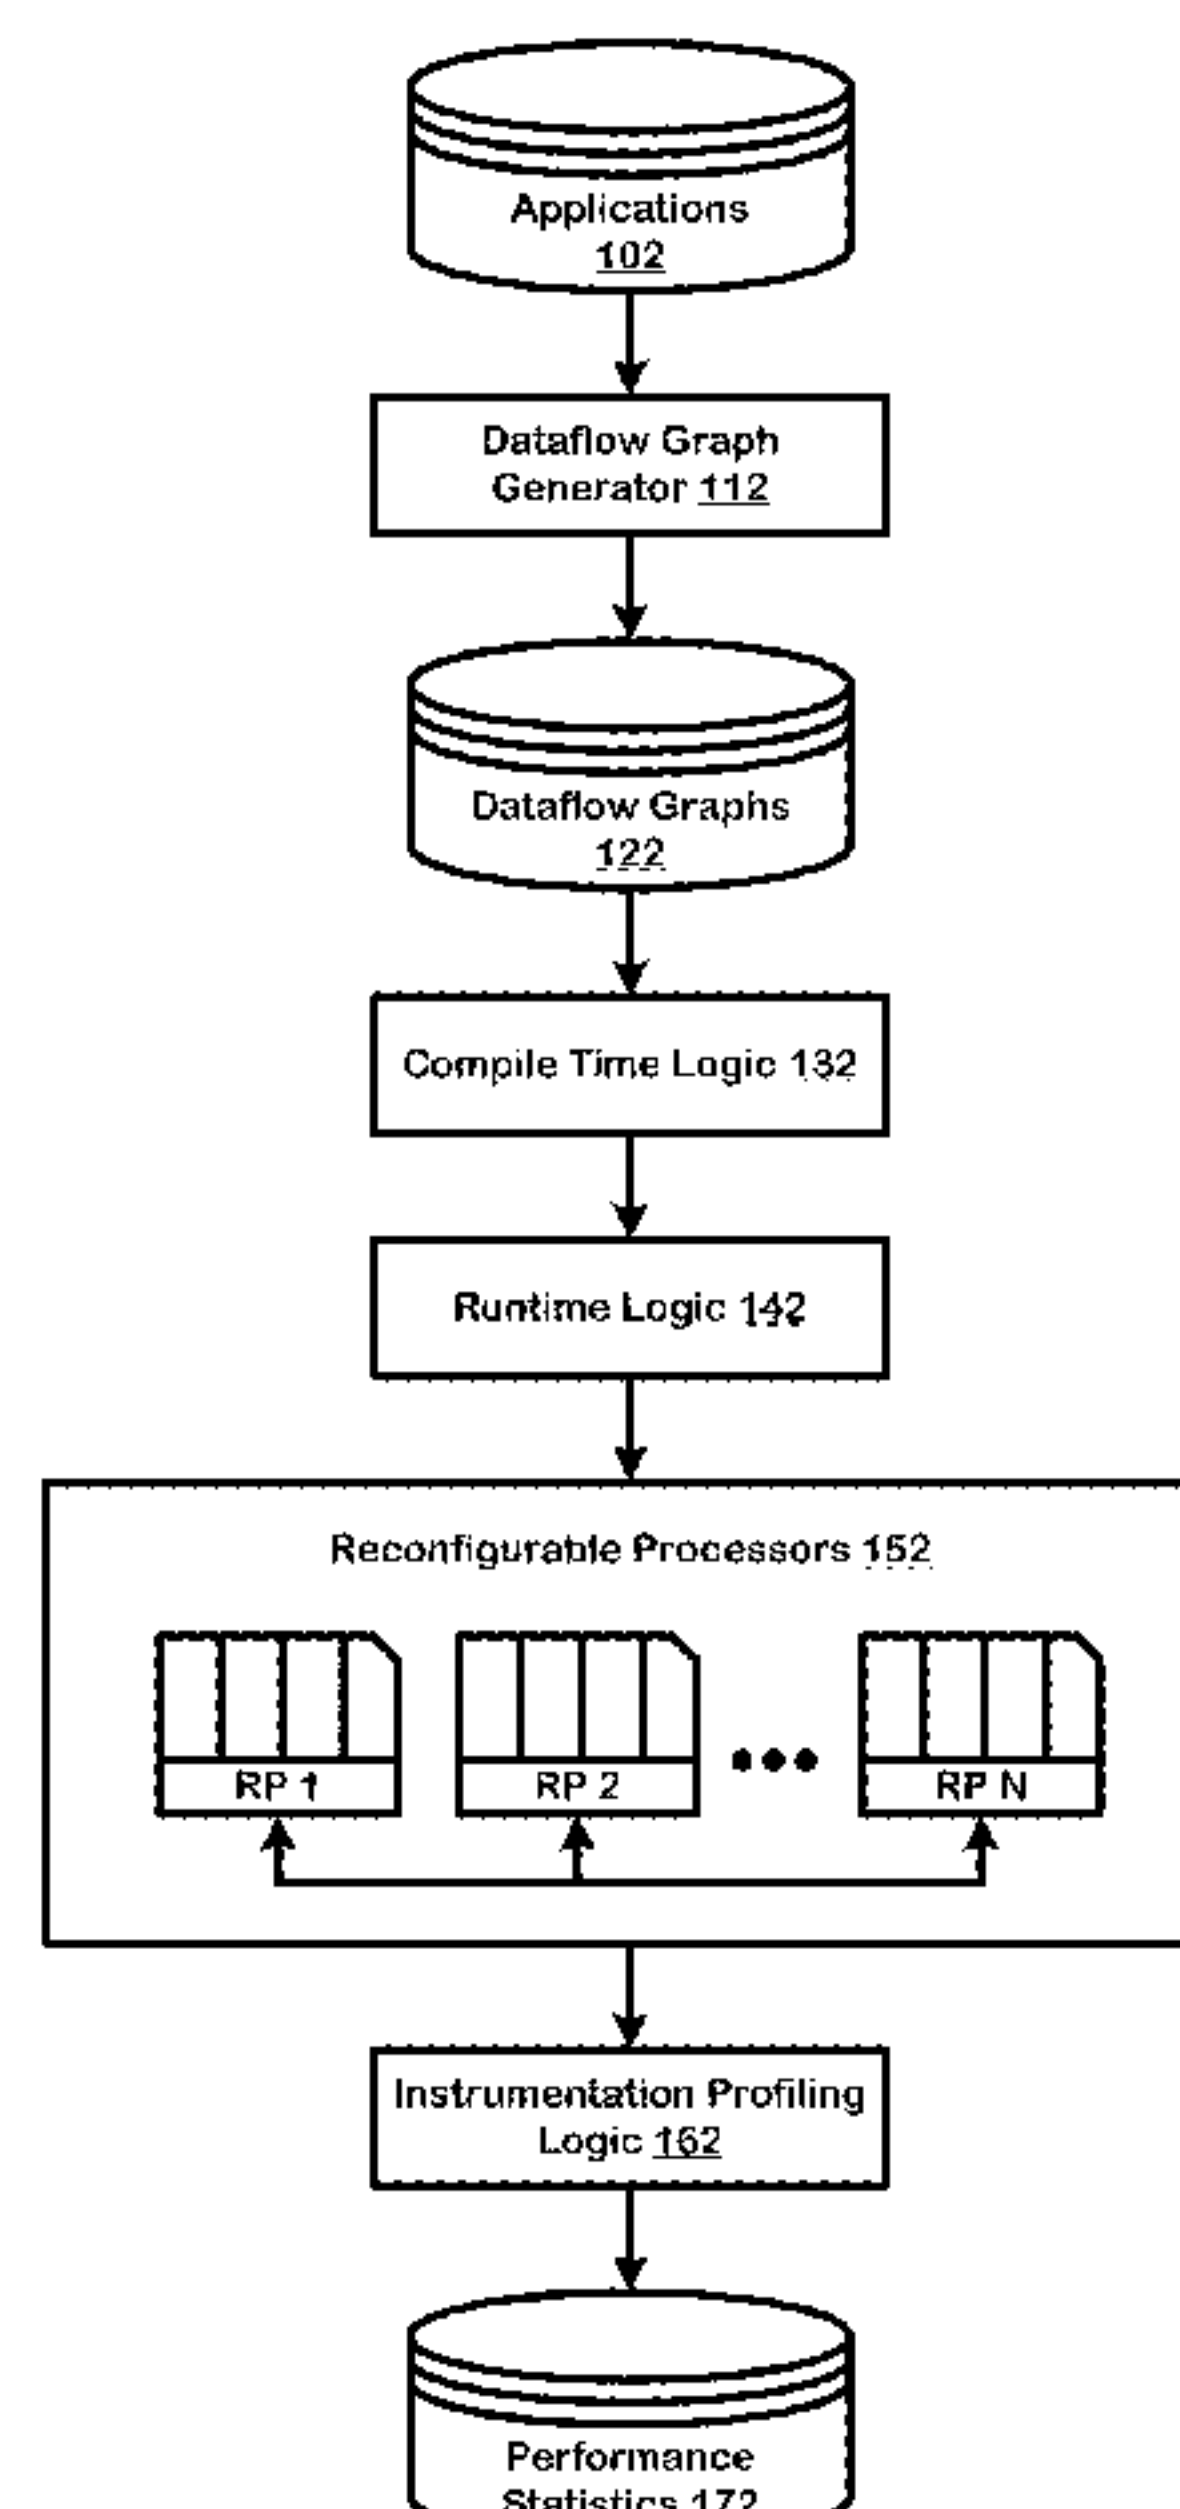 Applications
102
Dataflow Graph
Generator 112
Dataflow Graphs
122
Compile Time Logic 132
Runtime Logic 142
Reconfigurable Processors 152
RP 1
RP 2
RP N
Instrumentation Profiling
Logic 162
Performance
Statistics 172